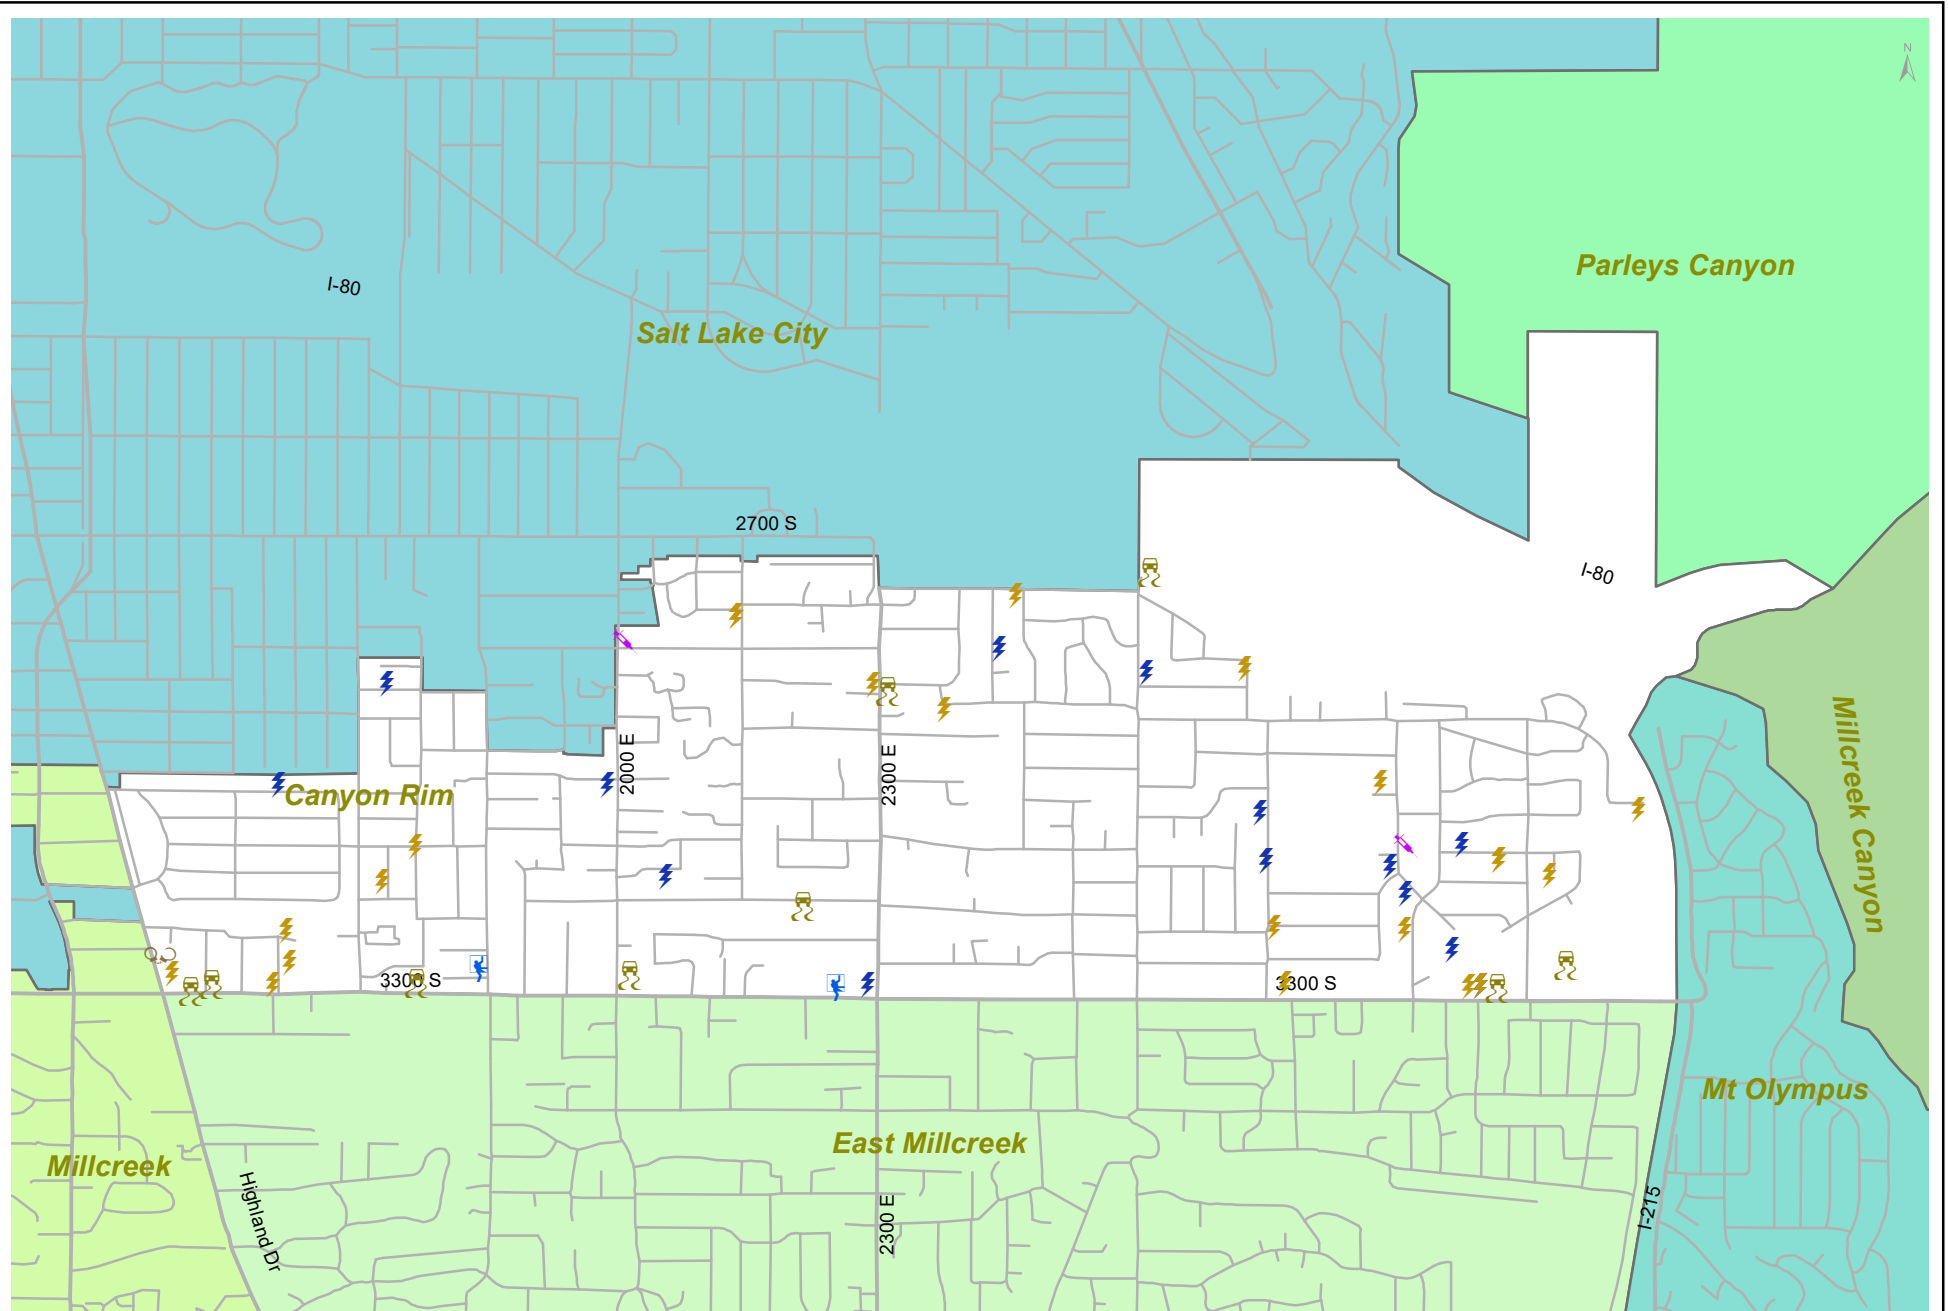 N
Parleys Canyon
I-80
Salt Lake City
2700 S
I-80
2000 E
2300 E
Canyon Rim
Millcreek Canyon
3300 S
3300 S
Mt Olympus
East Millcreek
Millcreek
Highland Dr
2300 E
I-215